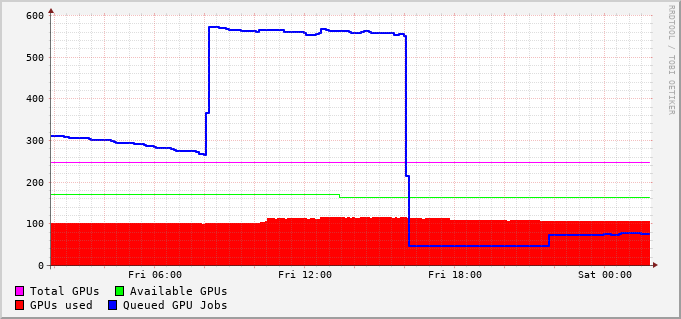 600
500
400
300
200
100
0
Fri 06:00 Fri 12:00 Fri 18:00 Sat 00:00
Total GPUs Available GPUs
GPUs used Queued GPU Jobs
RRDTOOL / TOBI OETIKER